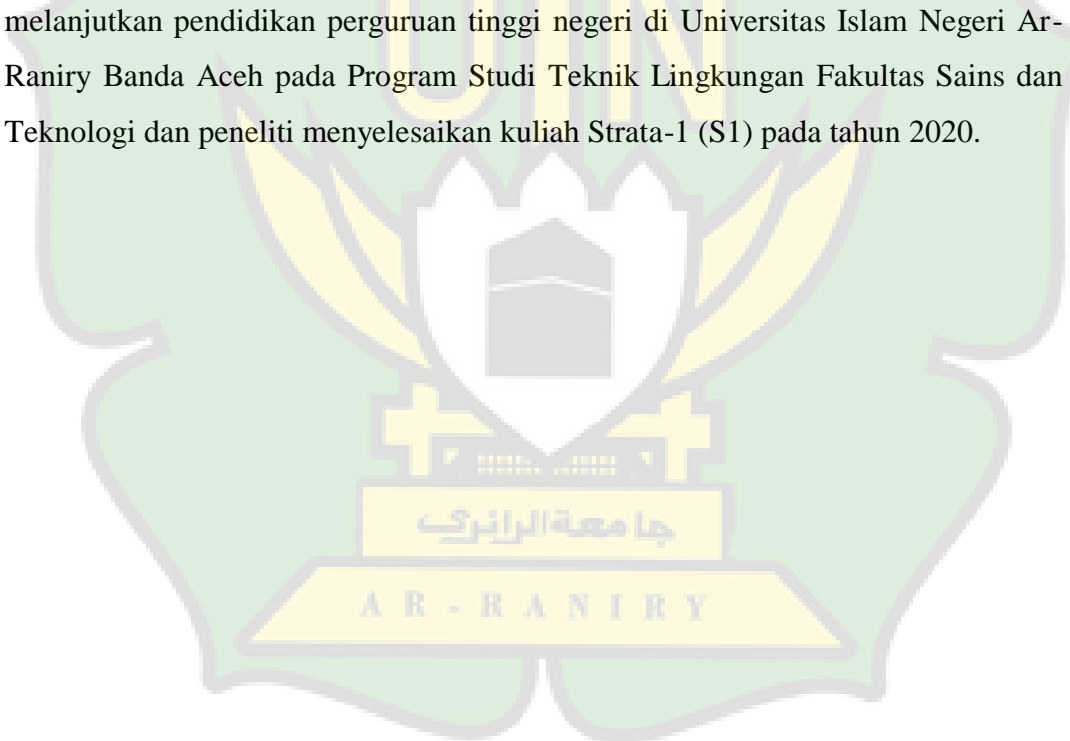 melanjutkan pendidikan perguruan tinggi negeri di Universitas Islam Negeri Ar-
Raniry Banda Aceh pada Program Studi Teknik Lingkungan Fakultas Sains dan
Teknologi dan peneliti menyelesaikan kuliah Strata-1 (S1) pada tahun 2020.
UIN
جامعة الرانري
AR-RANIRY